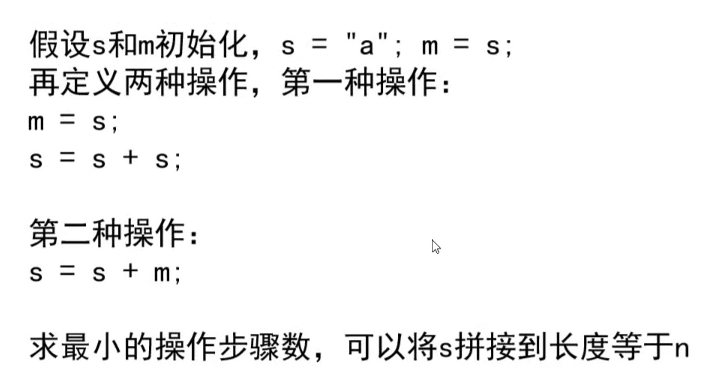 假设s和m初始化，s = "a"; m = s;
再定义两种操作，第一种操作：
m = s;
s = s + s;
第二种操作：
s = s + m;
求最小的操作步骤数，可以将s拼接到长度等于n